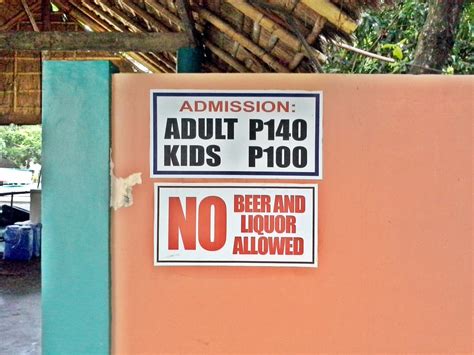 ADMISSION:
ADULT P140
KIDS P100
NO BEER AND
LIQUOR
ALLOWED